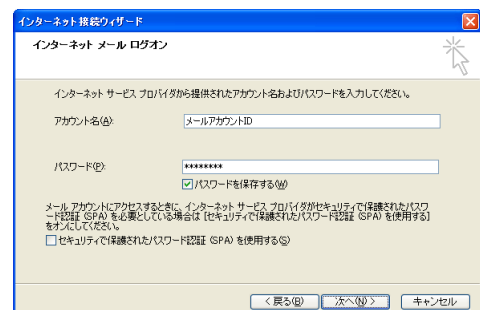 インターネット接続ウィザード
インターネット メール ログオン
インターネット サービス プロバイダから提供されたアカウント名およびパスワードを入力してください。
アカウント名(A):
メールアカウントID
パスワード(P):
********
パスワードを保存する(W)
メール アカウントにアクセスするときに、インターネット サービス プロバイダがセキュリティで保護されたパスワ
ード認証 (SPA) を必要としている場合は [セキュリティで保護されたパスワード認証 (SPA) を使用する]
をオンにしてください。
セキュリティで保護されたパスワード認証 (SPA) を使用する(S)
< 戻る(B)
次へ(N) >
キャンセル